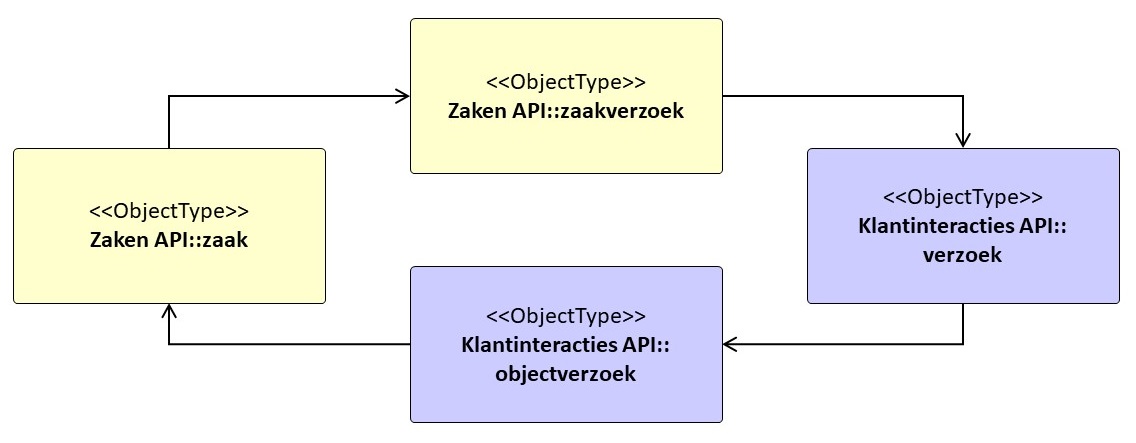 <<ObjectType>>
Zaken API::zaakverzoek
<<ObjectType>>
Zaken API::zaak
<<ObjectType>>
Klantinteracties API::
verzoek
<<ObjectType>>
Klantinteracties API::
objectverzoek